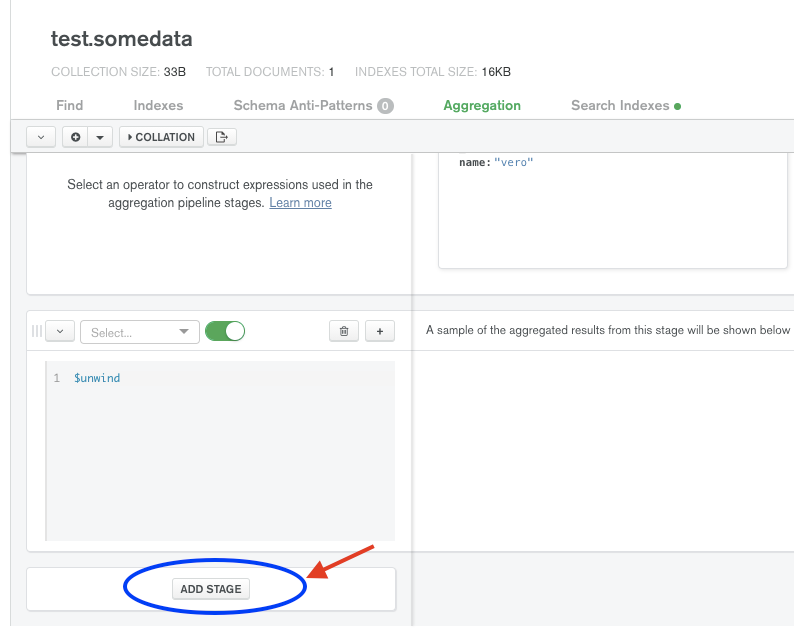 test.somedata
COLLECTION SIZE: 33B TOTAL DOCUMENTS: 1 INDEXES TOTAL SIZE: 16KB
Find Indexes Schema Anti-Patterns 0 Aggregation Search Indexes
COLLATION
name: "vero"
Select an operator to construct expressions used in the
aggregation pipeline stages. Learn more
Select... A sample of the aggregated results from this stage will be shown below
1 $unwind
ADD STAGE